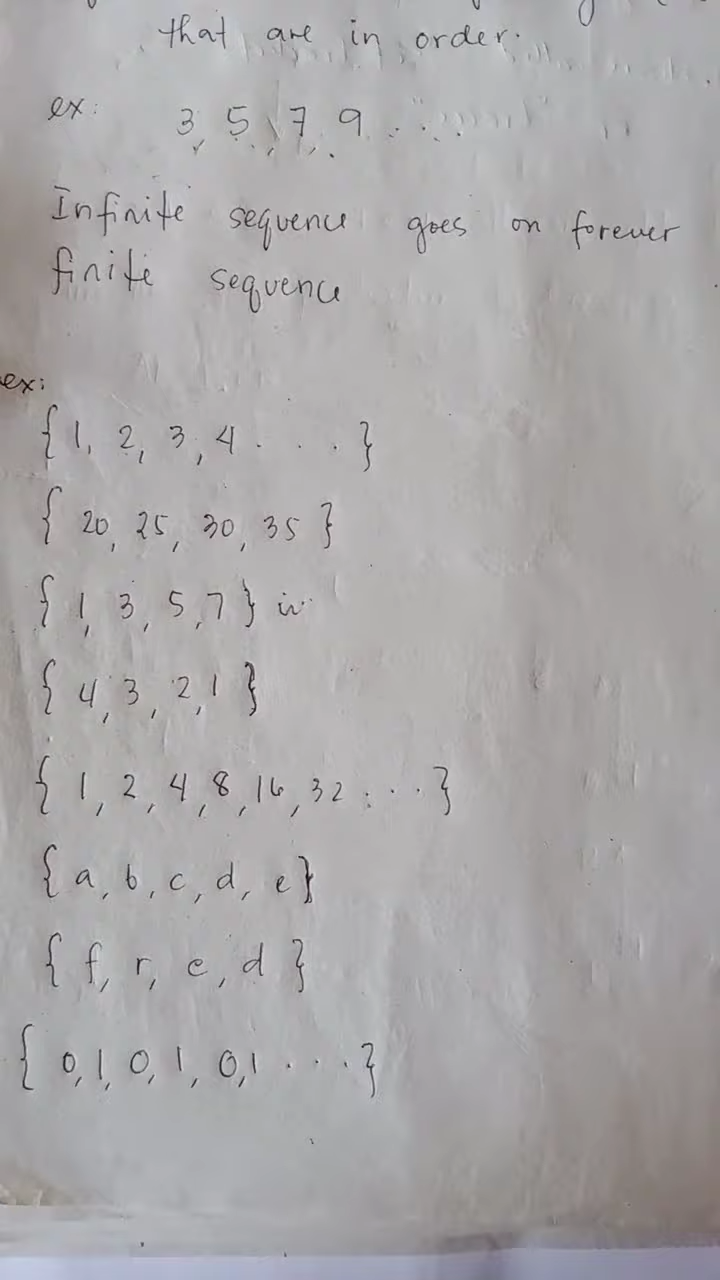 that are in order.
ex: 3, 5, 7, 9 . . . .
Infinite sequence goes on forever
finite sequence
ex:
{ 1, 2, 3, 4 . . . }
{ 20, 25, 30, 35 }
{ 1, 3, 5, 7 }
{ 4, 3, 2, 1 }
{ 1, 2, 4, 8, 16, 32 . . . }
{ a, b, c, d, e }
{ f, r, e, d }
{ 0, 1, 0, 1, 0, 1 . . . }